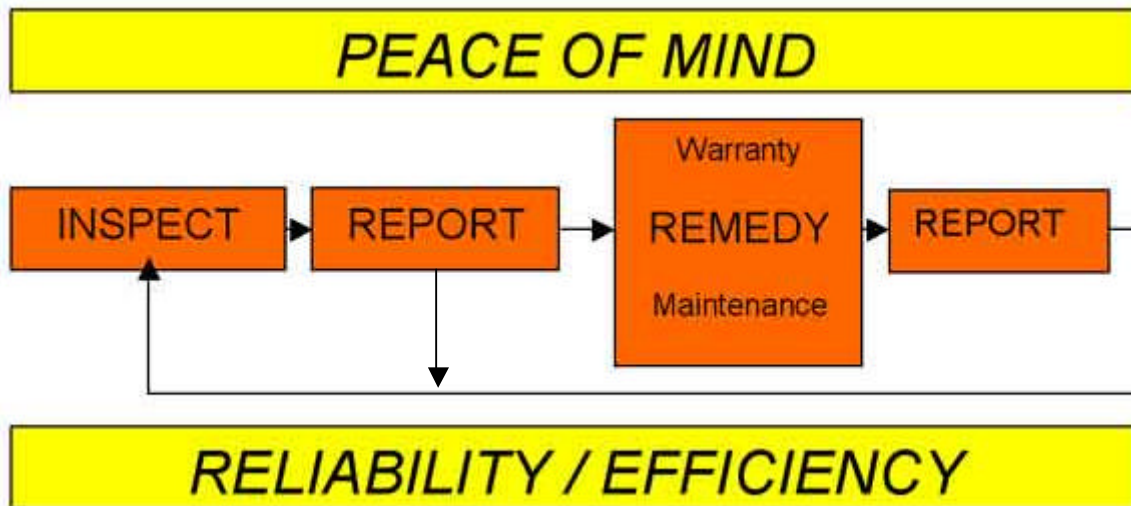 PEACE OF MIND
INSPECT
REPORT
Warranty
REMEDY
Maintenance
REPORT
RELIABILITY / EFFICIENCY